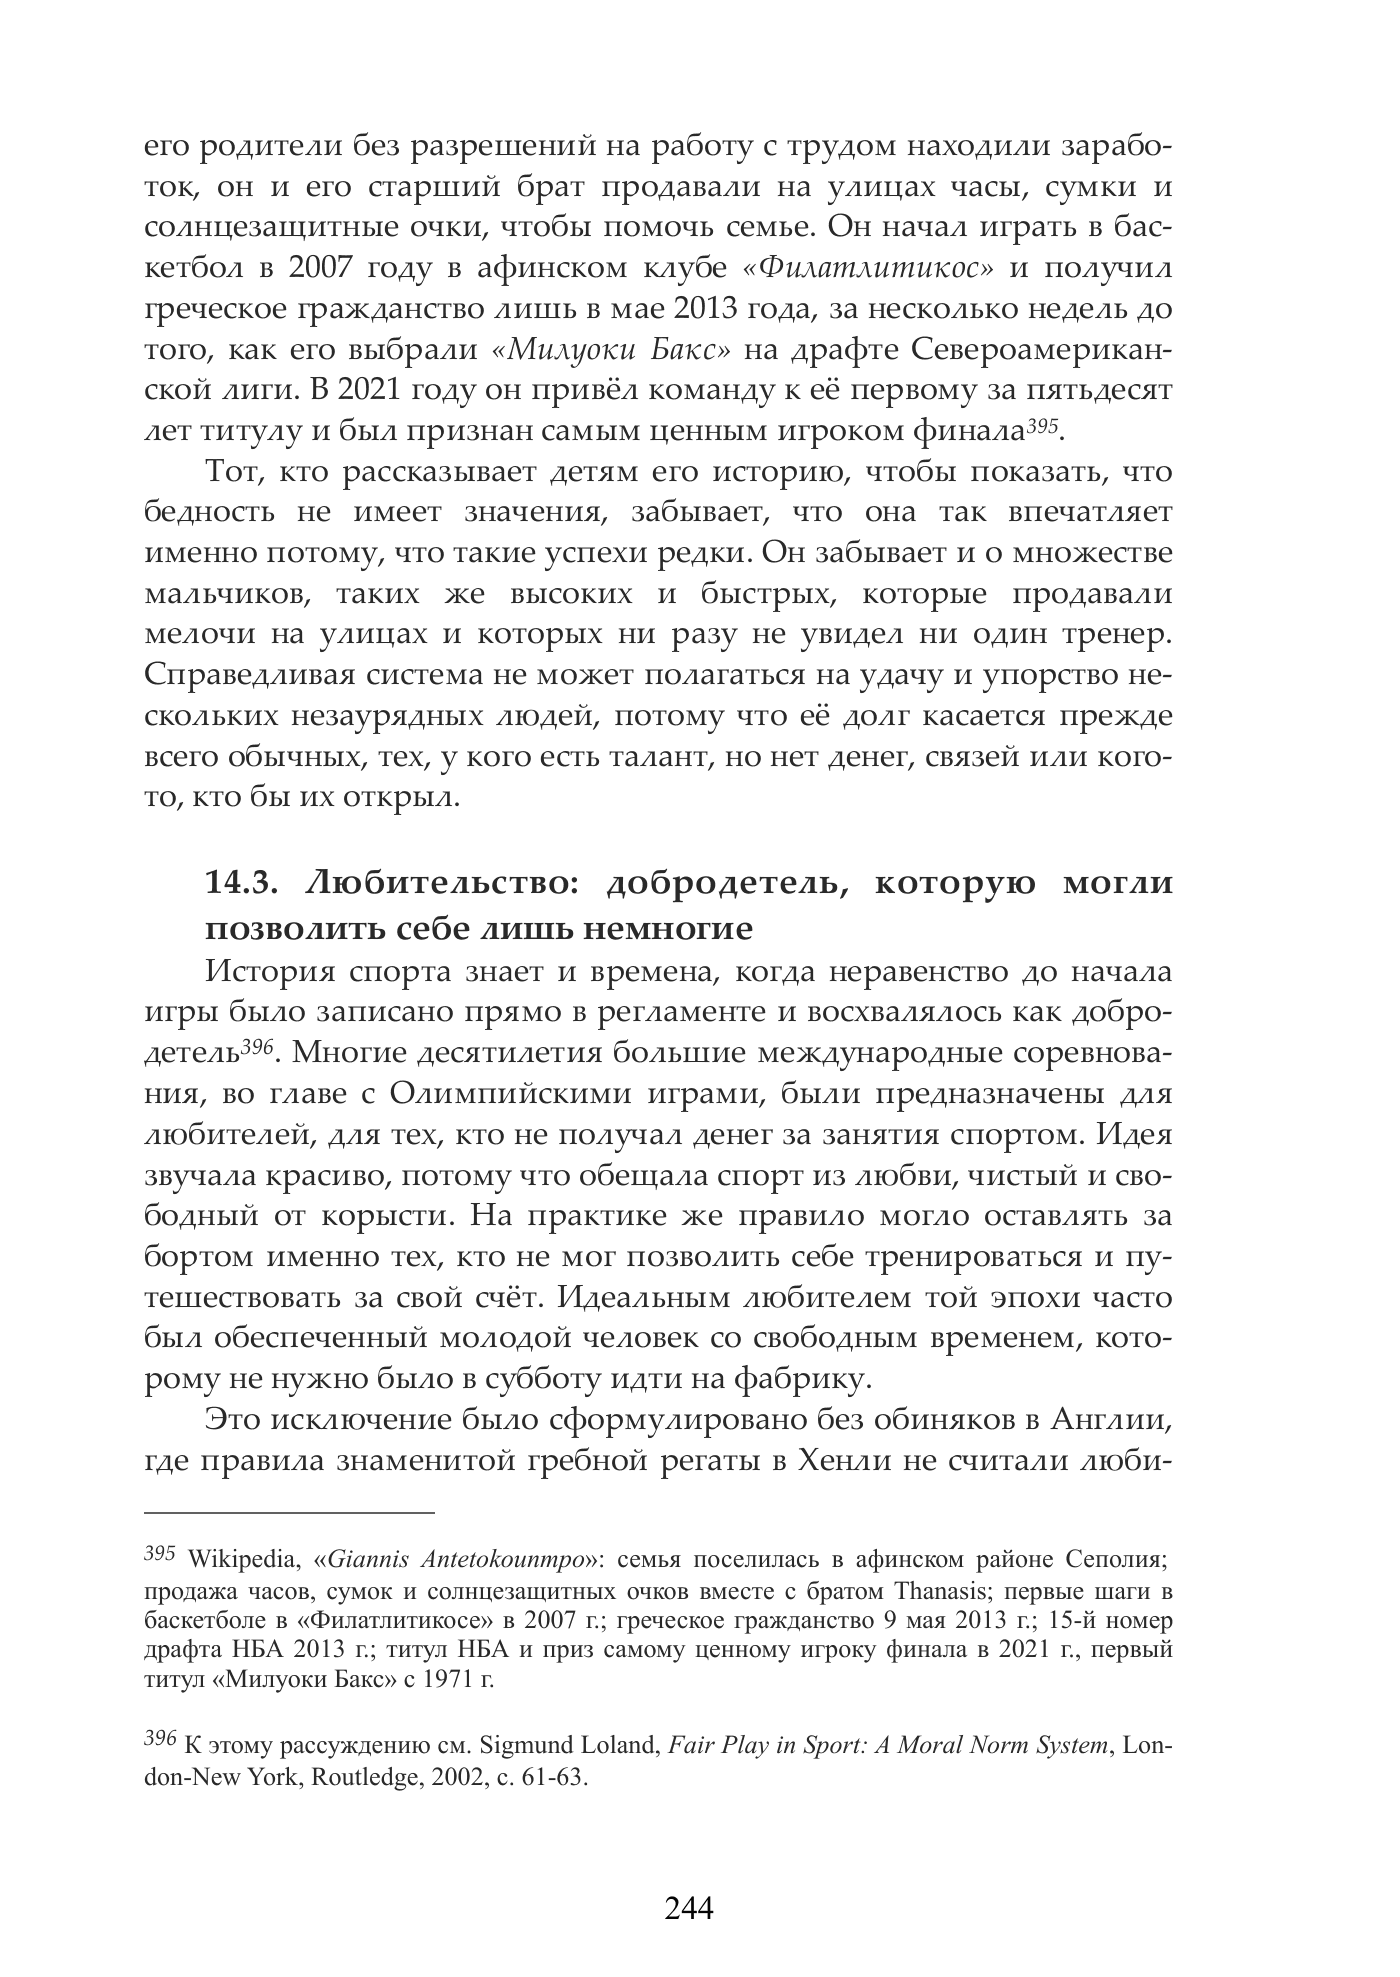 его родители без разрешений на работу с трудом находили зарабо-
ток, он и его старший брат продавали на улицах часы, сумки и
солнцезащитные очки, чтобы помочь семье. Он начал играть в бас-
кетбол в 2007 году в афинском клубе «Филатлитикос» и получил
греческое гражданство лишь в мае 2013 года, за несколько недель до
того, как его выбрали «Милуоки Бакс» на драфте Североамерикан-
ской лиги. В 2021 году он привёл команду к её первому за пятьдесят
лет титулу и был признан самым ценным игроком финала395.
Тот, кто рассказывает детям его историю, чтобы показать, что
бедность не имеет значения, забывает, что она так впечатляет
именно потому, что такие успехи редки. Он забывает и о множестве
мальчиков, таких же высоких и быстрых, которые продавали
мелочи на улицах и которых ни разу не увидел ни один тренер.
Справедливая система не может полагаться на удачу и упорство не-
скольких незаурядных людей, потому что её долг касается прежде
всего обычных, тех, у кого есть талант, но нет денег, связей или кого-
то, кто бы их открыл.
14.3. Любительство: добродетель, которую могли
позволить себе лишь немногие
История спорта знает и времена, когда неравенство до начала
игры было записано прямо в регламенте и восхвалялось как добро-
детель396. Многие десятилетия большие международные соревнова-
ния, во главе с Олимпийскими играми, были предназначены для
любителей, для тех, кто не получал денег за занятия спортом. Идея
звучала красиво, потому что обещала спорт из любви, чистый и сво-
бодный от корысти. На практике же правило могло оставлять за
бортом именно тех, кто не мог позволить себе тренироваться и пу-
тешествовать за свой счёт. Идеальным любителем той эпохи часто
был обеспеченный молодой человек со свободным временем, кото-
рому не нужно было в субботу идти на фабрику.
Это исключение было сформулировано без обиняков в Англии,
где правила знаменитой гребной регаты в Хенли не считали люби-
395 Wikipedia, «Giannis Antetokounmpo»: семья поселилась в афинском районе Сеполия;
продажа часов, сумок и солнцезащитных очков вместе с братом Thanasis; первые шаги в
баскетболе в «Филатлитикосе» в 2007 г.; греческое гражданство 9 мая 2013 г.; 15-й номер
драфта НБА 2013 г.; титул НБА и приз самому ценному игроку финала в 2021 г., первый
титул «Милуоки Бакс» с 1971 г.
396 К этому рассуждению см. Sigmund Loland, Fair Play in Sport: A Moral Norm System, Lon-
don-New York, Routledge, 2002, с. 61-63.
244